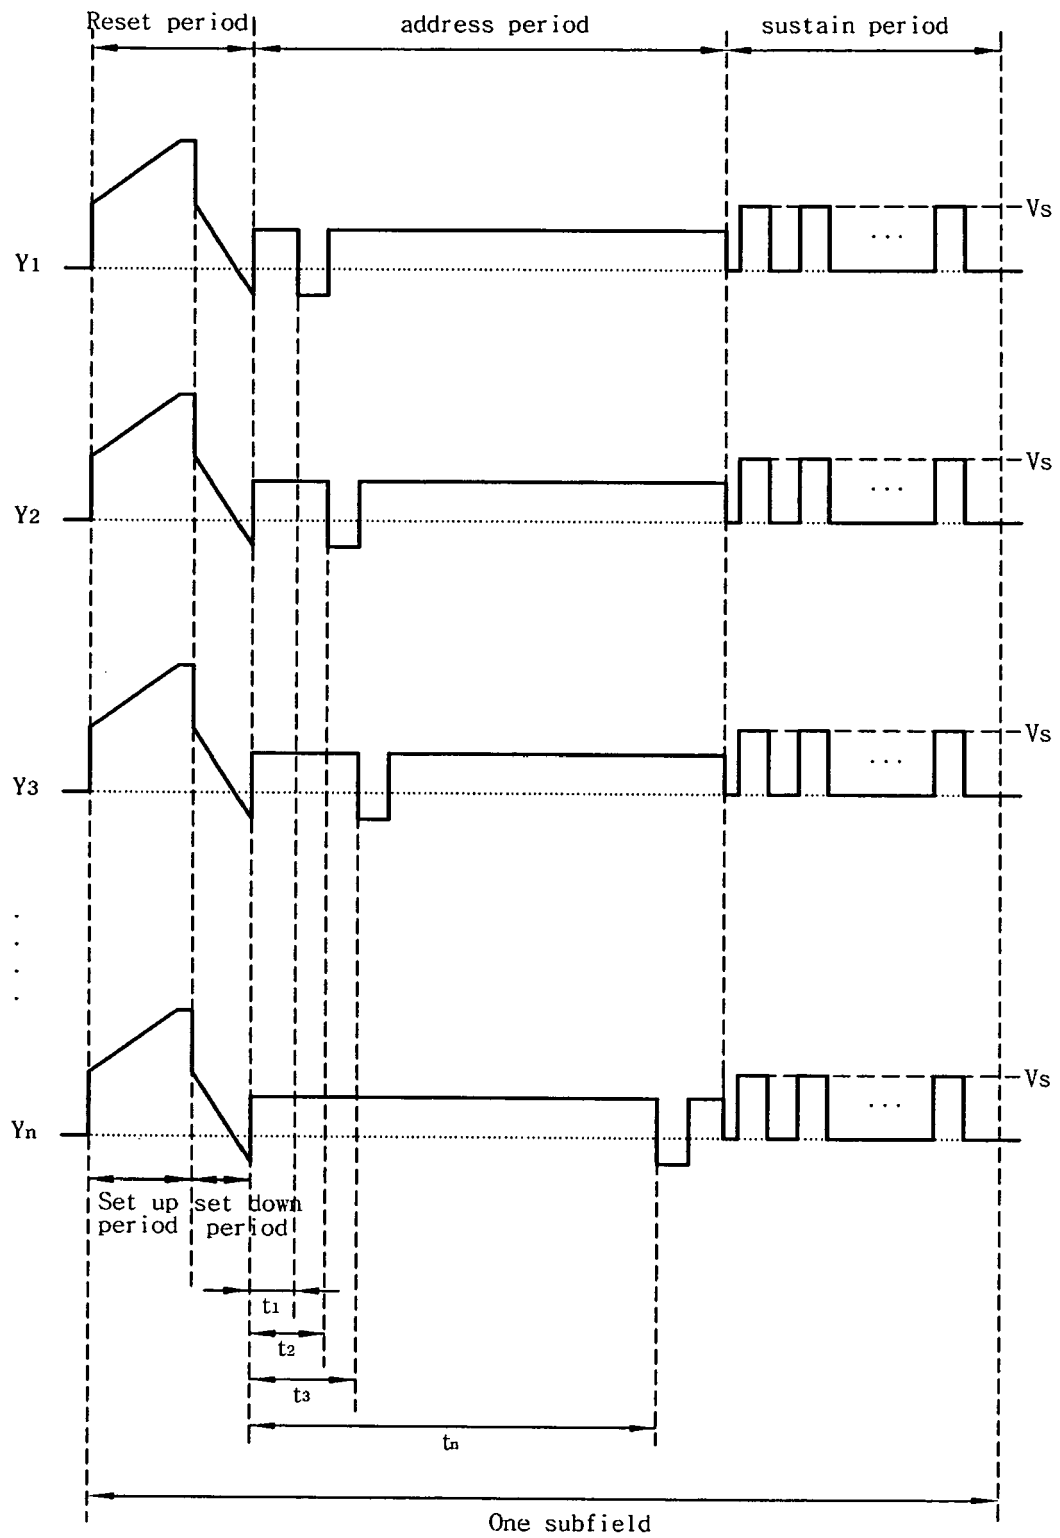 Reset period
address period
sustain period
Vs
Y1
...
Vs
Y2
...
Vs
Y3
...
Vs
Yn
...
Set up period
set down period
t1
t2
t3
tn
One subfield